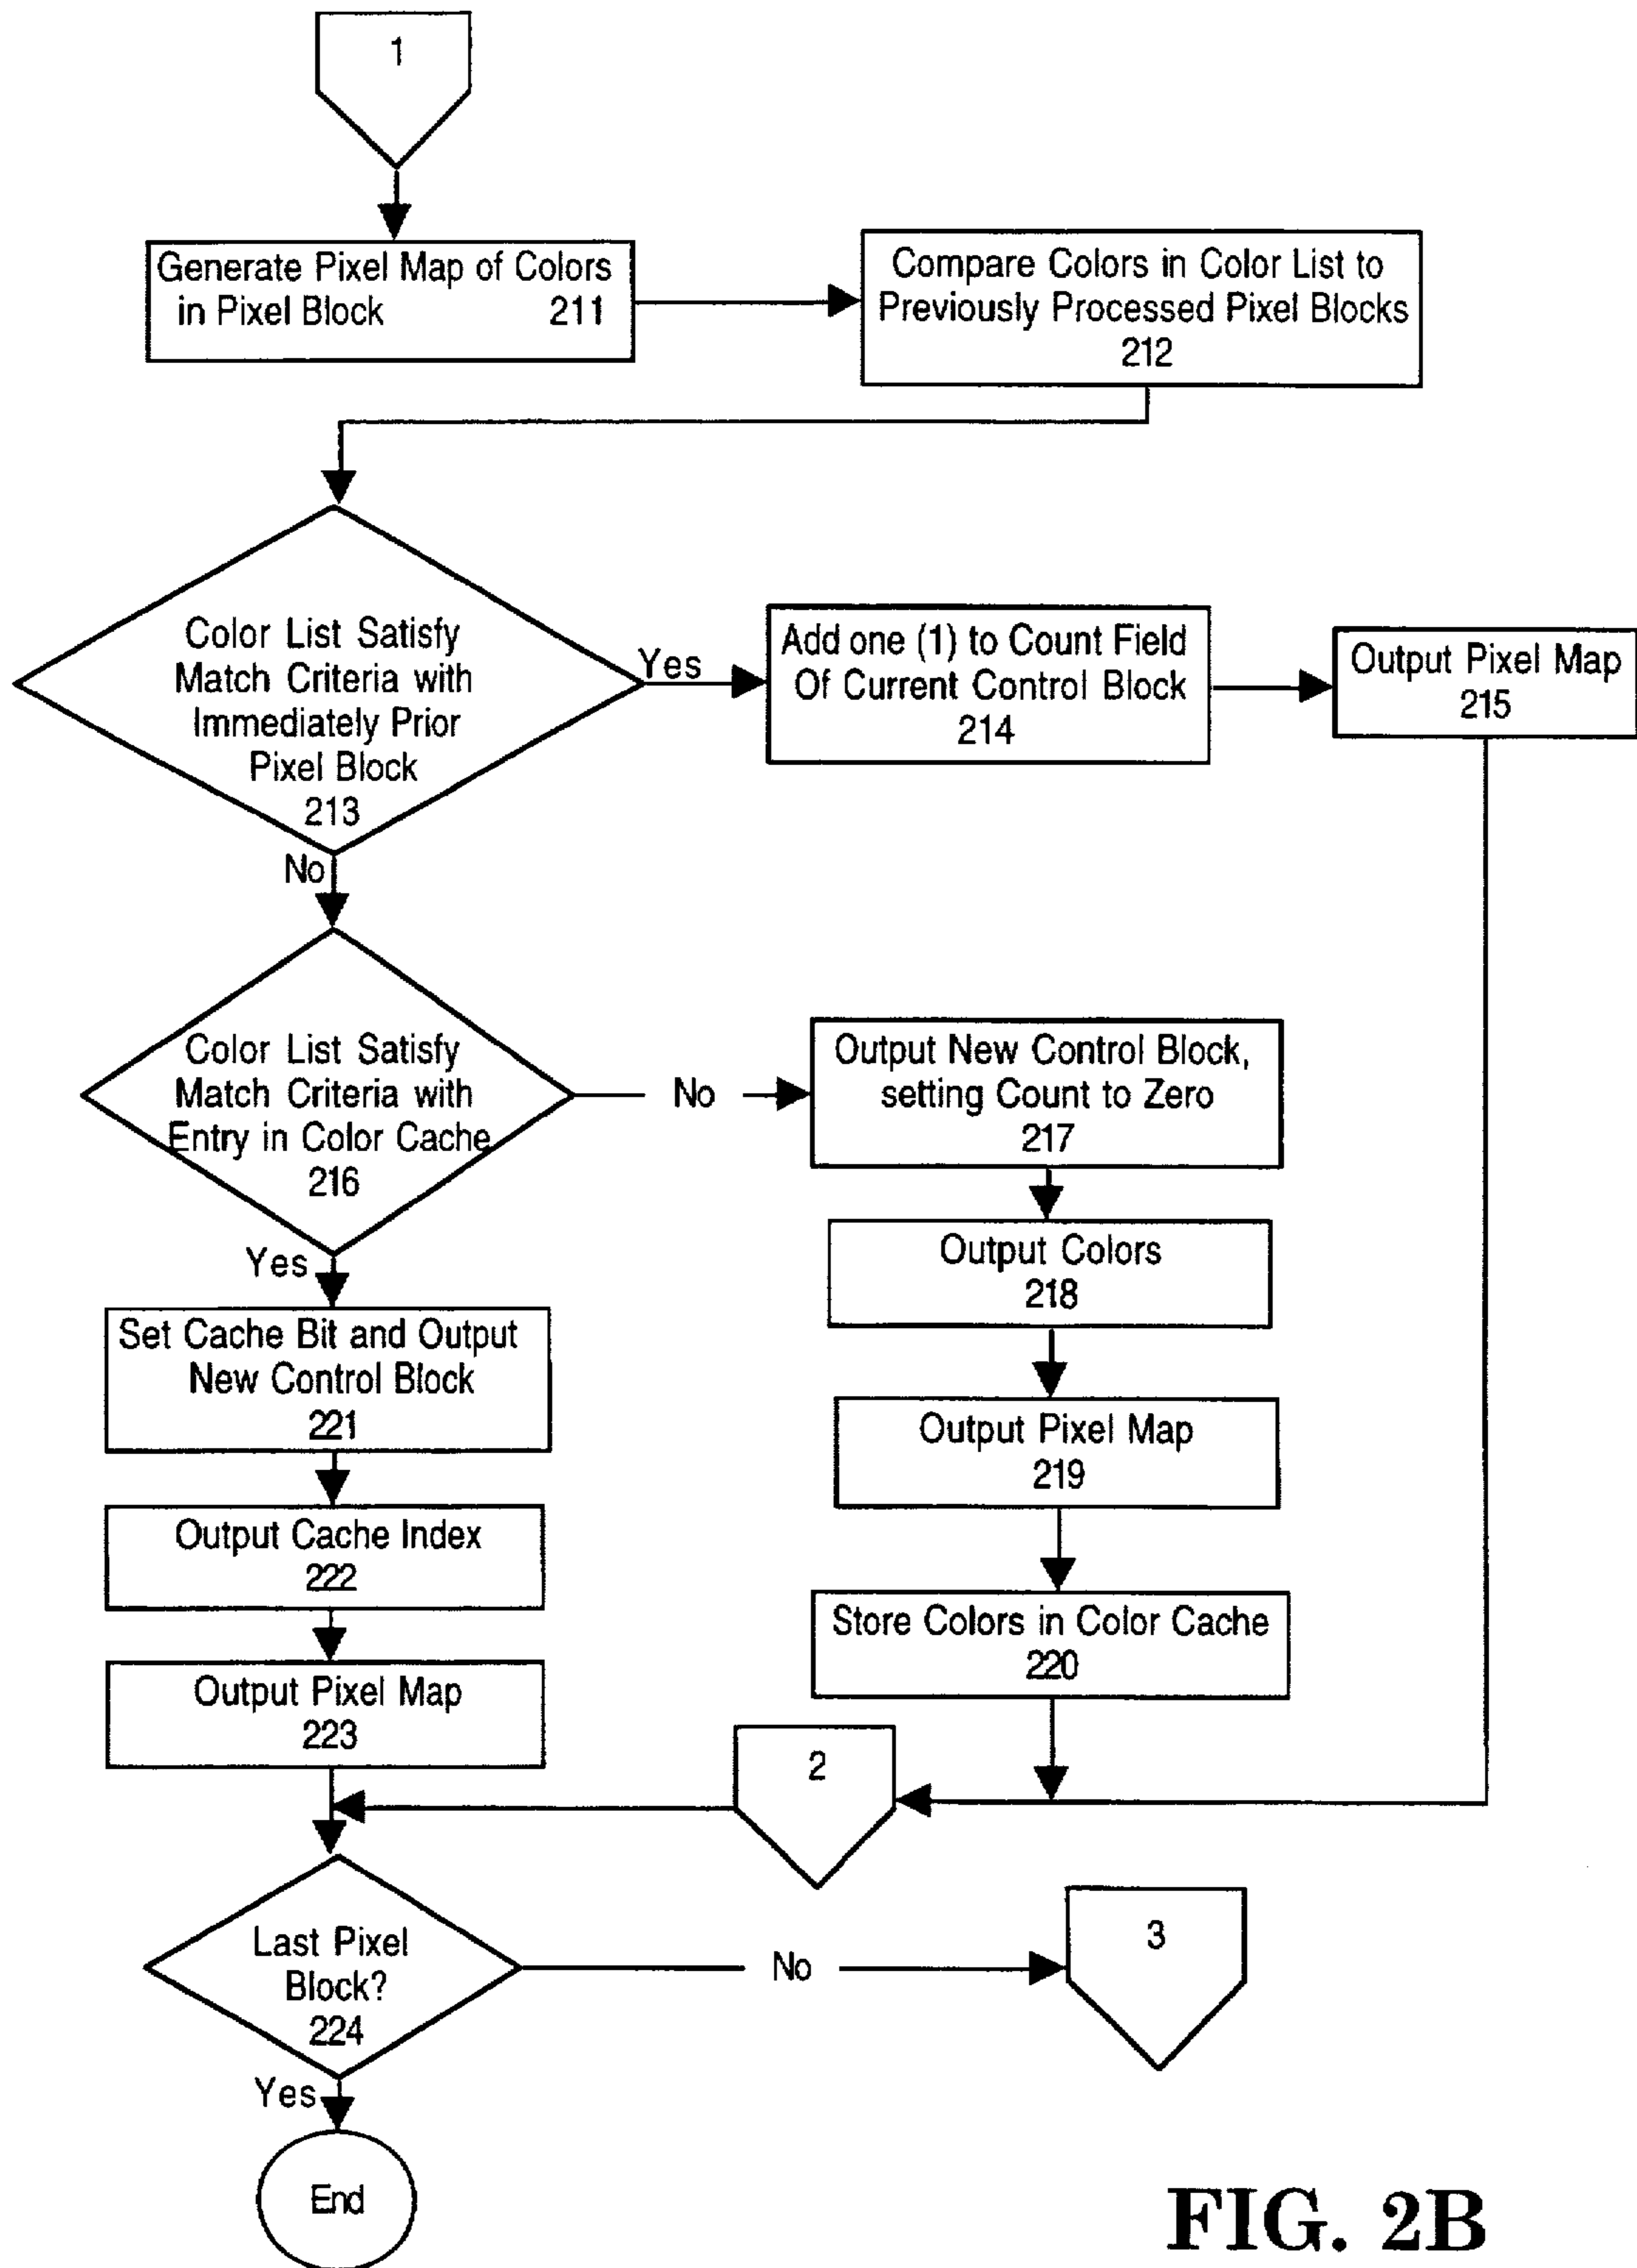 1
Generate Pixel Map of Colors
in Pixel Block 211
Compare Colors in Color List to
Previously Processed Pixel Blocks
212
Color List Satisfy
Match Criteria with
Immediately Prior
Pixel Block
213
Yes
Add one (1) to Count Field
Of Current Control Block
214
Output Pixel Map
215
No
Color List Satisfy
Match Criteria with
Entry in Color Cache
216
No
Output New Control Block,
setting Count to Zero
217
Output Colors
218
Output Pixel Map
219
Store Colors in Color Cache
220
Yes
Set Cache Bit and Output
New Control Block
221
Output Cache Index
222
Output Pixel Map
223
2
Last Pixel
Block?
224
No
3
Yes
End
FIG. 2B